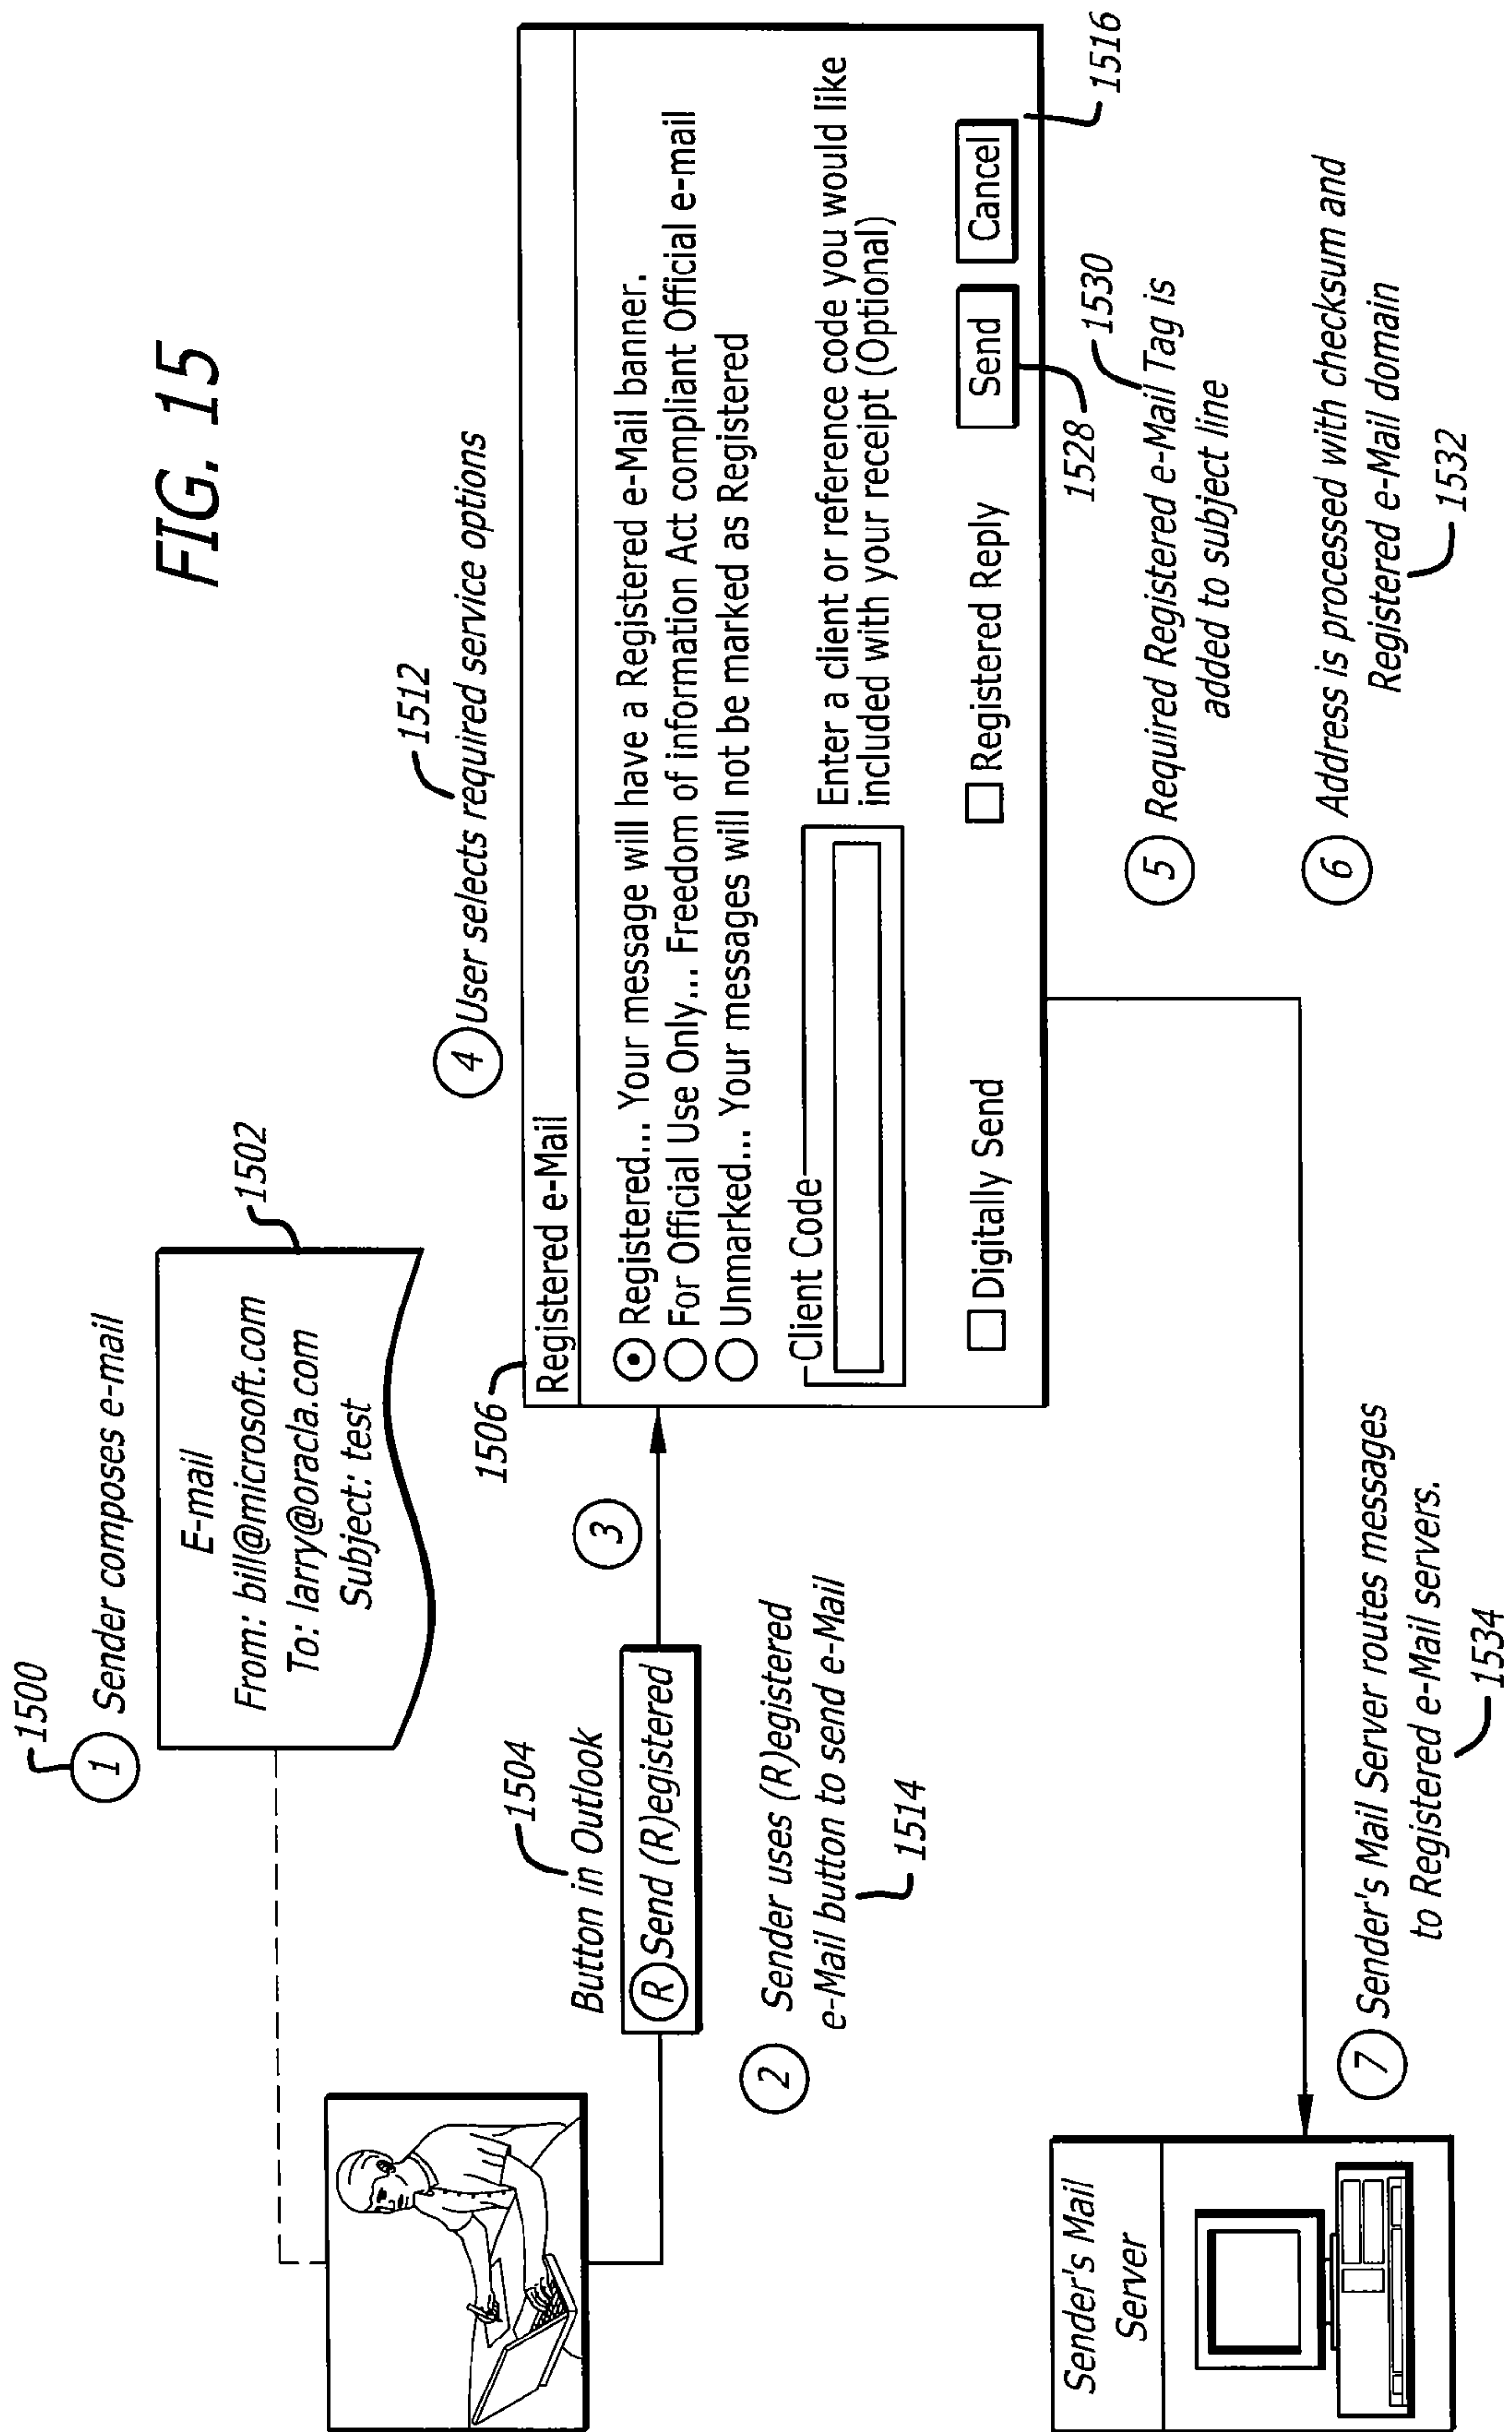 FIG. 15
1500
1 Sender composes e-mail
E-mail
From: bill@microsoft.com
To: larry@oracla.com
Subject: test
1502
1504
Button in Outlook
R Send (R)egistered
2 Sender uses (R)egistered
e-Mail button to send e-Mail
1514
3
1512
4 User selects required service options
1506
Registered e-Mail
Registered... Your message will have a Registered e-Mail banner.
For Official Use Only... Freedom of information Act compliant Official e-mail
Unmarked... Your messages will not be marked as Registered
Client Code
Enter a client or reference code you would like
included with your receipt (Optional)
Digitally Send
Registered Reply
Send
Cancel
1516
1528
1530
5 Required Registered e-Mail Tag is
added to subject line
6 Address is processed with checksum and
Registered e-Mail domain
1532
7 Sender's Mail Server routes messages
to Registered e-Mail servers.
1534
Sender's Mail
Server